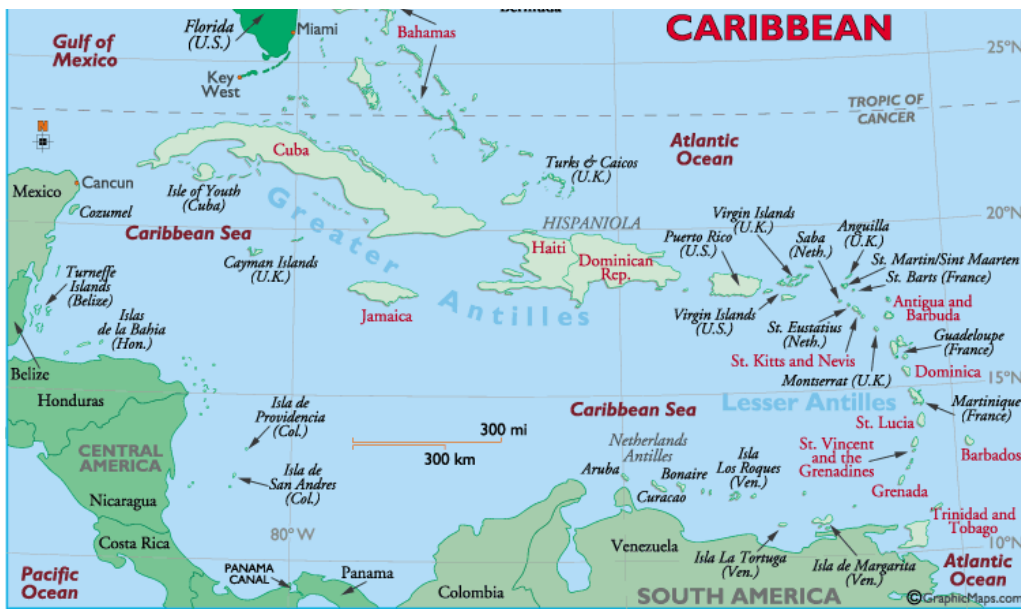 Bermuda
CARIBBEAN
Florida
(U.S.)
Miami
Bahamas
Gulf of
Mexico
25°N
Key
West
TROPIC OF
CANCER
Atlantic
Ocean
Cuba
Turks & Caicos
(U.K.)
Mexico
Cancun
Isle of Youth
(Cuba)
Cozumel
Greater
Antilles
20°N
HISPANIOLA
Virgin Islands
(U.K.)
Anguilla
(U.K.)
Caribbean Sea
Puerto Rico
(U.S.)
Saba
(Neth.)
Haiti
Dominican
Rep.
St. Martin/Sint Maarten
St. Barts (France)
Cayman Islands
(U.K.)
Turneffe
Islands
(Belize)
Jamaica
Virgin Islands
(U.S.)
Antigua and
Barbuda
Islas
de la Bahia
(Hon.)
St. Eustatius
(Neth.)
Guadeloupe
(France)
St. Kitts and Nevis
Belize
Montserrat (U.K.)
Dominica
15°N
Honduras
Isla de
Providencia
(Col.)
Caribbean Sea
Lesser Antilles
Martinique
(France)
300 mi
300 km
St. Lucia
CENTRAL
AMERICA
Netherlands
Antilles
Isla
Los Roques
(Ven.)
St. Vincent
and the
Grenadines
Barbados
Isla de
San Andres
(Col.)
Aruba
Bonaire
Curacao
Grenada
Nicaragua
Trinidad and
Tobago
80°W
Costa Rica
Venezuela
10°N
Isla La Tortuga
(Ven.)
Isla de Margarita
(Ven.)
Atlantic
Ocean
Pacific
Ocean
PANAMA
CANAL
Panama
Colombia
SOUTH AMERICA
©GraphicMaps.com